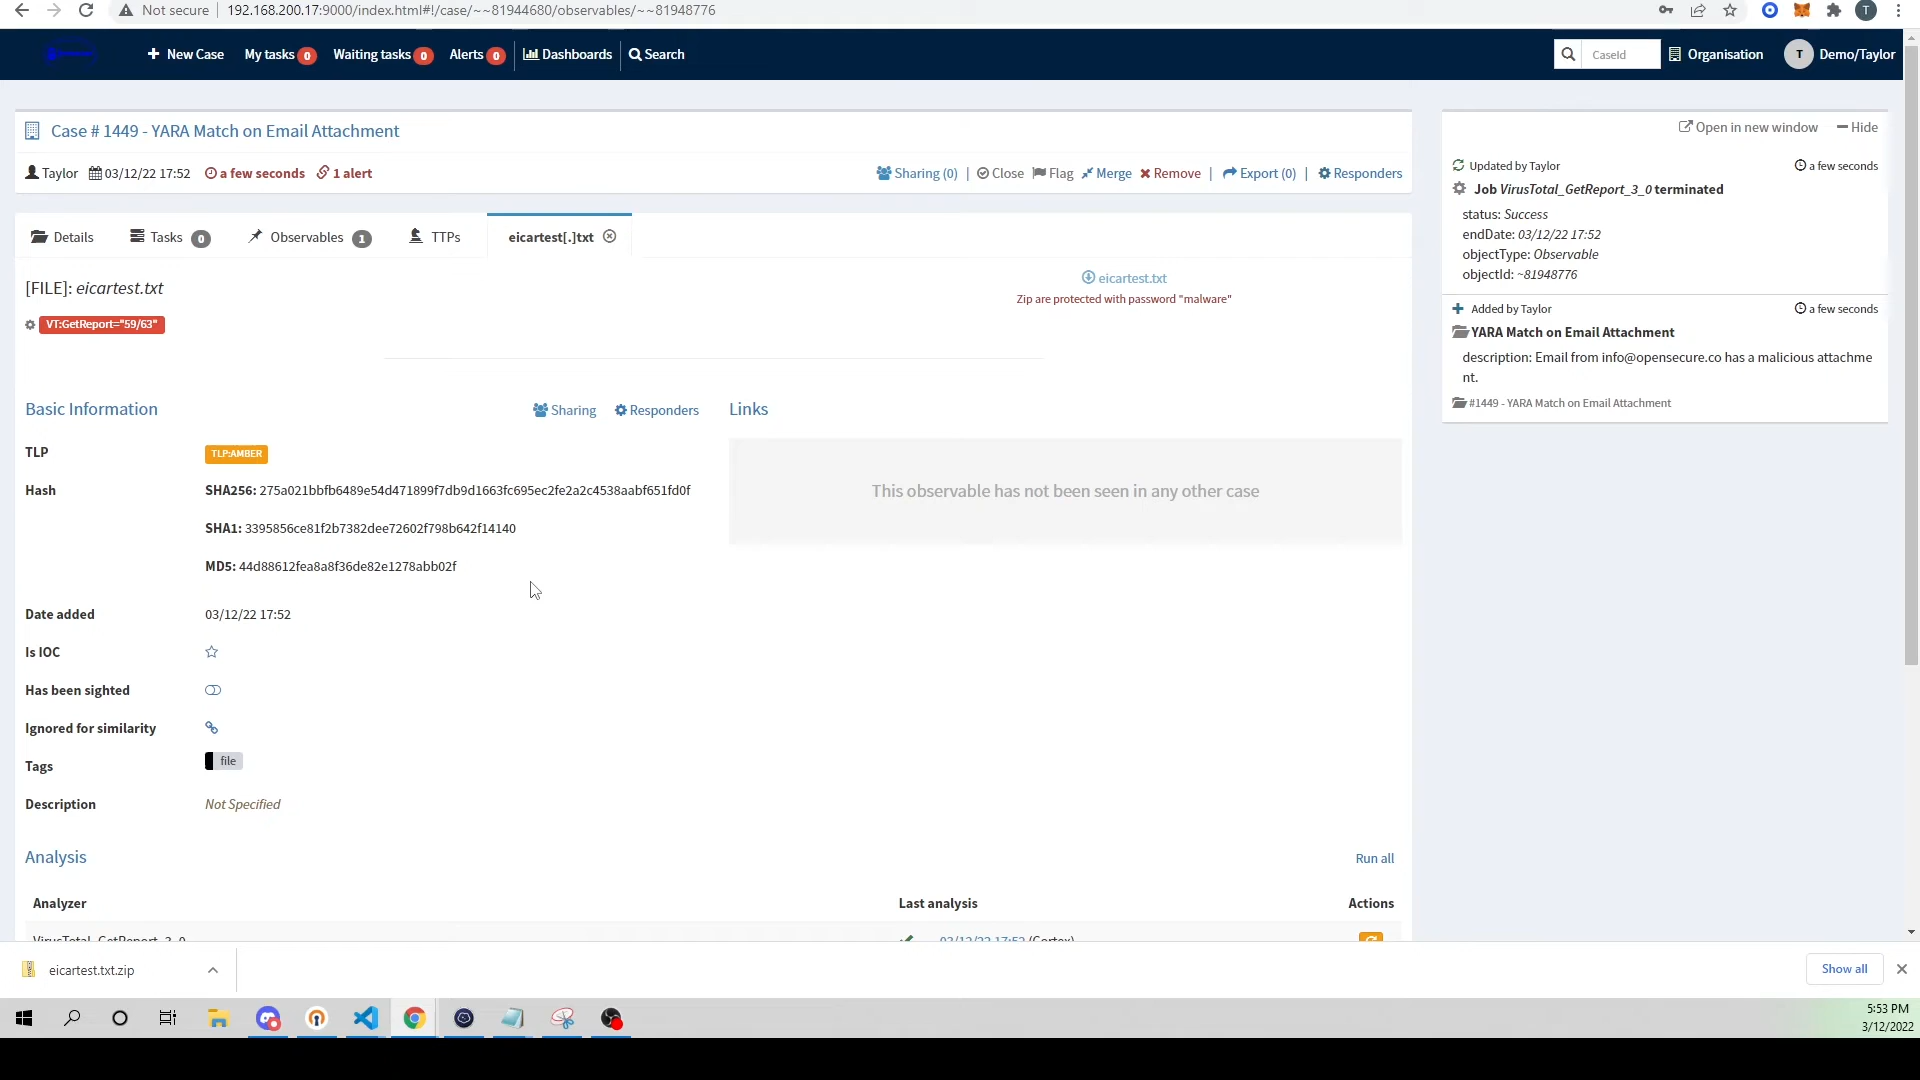 Not secure | 192.168.200.17:9000/index.html#!/case/~~81944680/observables/~~81948776
T
New Case My tasks 0 Waiting tasks 0 Alerts 0 Dashboards Search CaseId Organisation T Demo/Taylor
Case # 1449 - YARA Match on Email Attachment
Taylor 03/12/22 17:52 a few seconds 1 alert Sharing (0) | Close Flag Merge Remove | Export (0) | Responders
Details Tasks 0 Observables 1 TTPs eicartest[.]txt
[FILE]: eicartest.txt
eicartest.txt
Zip are protected with password "malware"
VT:GetReport="59/63"
Basic Information Sharing Responders
TLP TLP:AMBER
Hash SHA256: 275a021bbfb6489e54d471899f7db9d1663fc695ec2fe2a2c4538aabf651fd0f
SHA1: 3395856ce81f2b7382dee72602f798b642f14140
MD5: 44d88612fea8a8f36de82e1278abb02f
Date added 03/12/22 17:52
Is IOC
Has been sighted
Ignored for similarity
Tags file
Description Not Specified
Links
This observable has not been seen in any other case
Analysis Run all
Analyzer Last analysis Actions
VirusTotal_GetReport_3_0 03/12/22 17:52 (Cortex)
Open in new window Hide
Updated by Taylor a few seconds
Job VirusTotal_GetReport_3_0 terminated
status: Success
endDate: 03/12/22 17:52
objectType: Observable
objectId: ~81948776
Added by Taylor a few seconds
YARA Match on Email Attachment
description: Email from info@opensecure.co has a malicious attachme
nt.
#1449 - YARA Match on Email Attachment
eicartest.txt.zip Show all
5:53 PM
3/12/2022